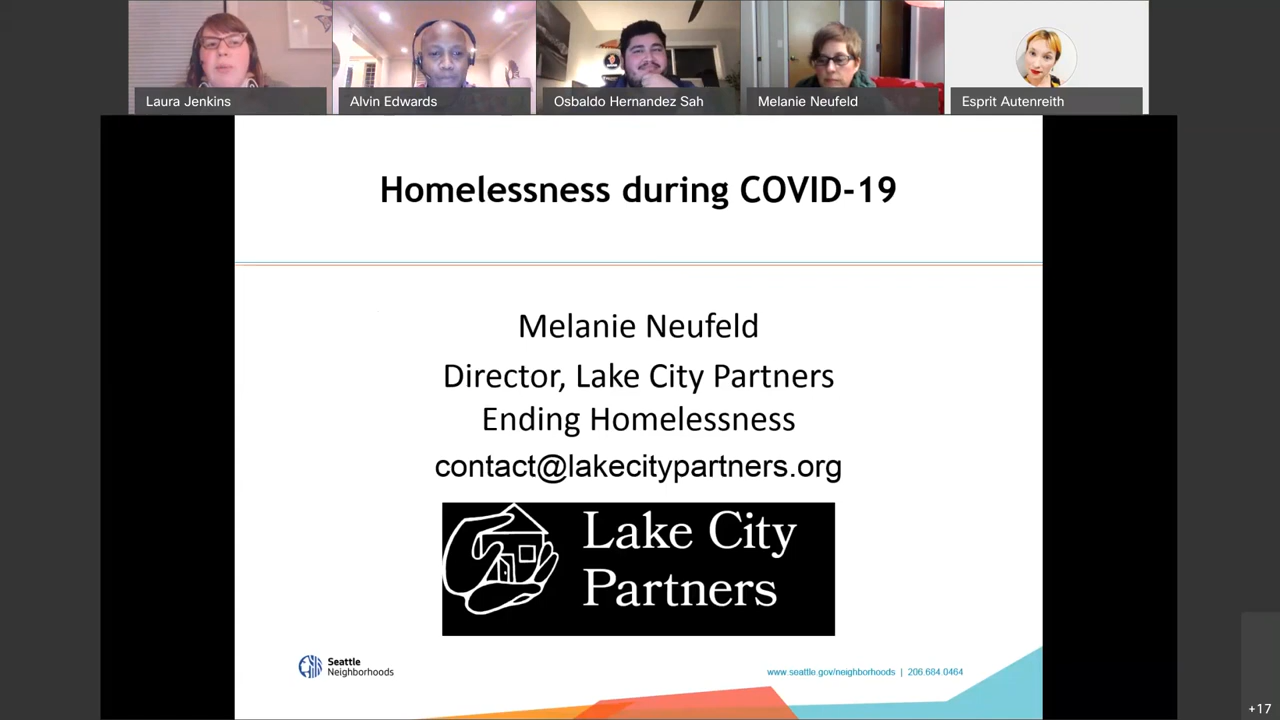 Laura Jenkins
Alvin Edwards
Osbaldo Hernandez Sah
Melanie Neufeld
Esprit Autenreith
Homelessness during COVID-19
Melanie Neufeld
Director, Lake City Partners
Ending Homelessness
contact@lakecitypartners.org
Lake City
Partners
Seattle
Neighborhoods
www.seattle.gov/neighborhoods | 206.684.0464
+17